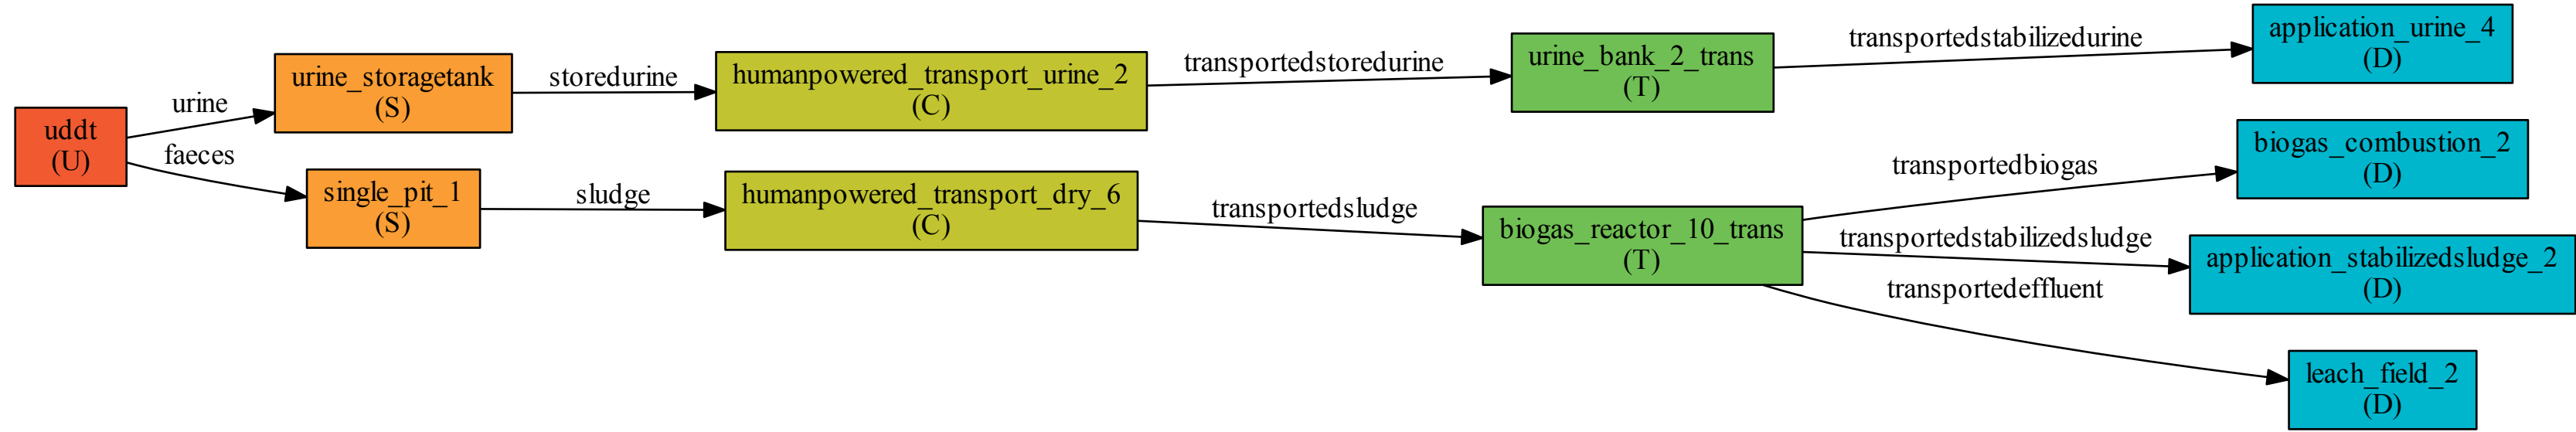 uddt
(U)
urine
faeces
urine_storagetank
(S)
single_pit_1
(S)
storedurine
sludge
humanpowered_transport_urine_2
(C)
humanpowered_transport_dry_6
(C)
transportedstoredurine
transportedsludge
urine_bank_2_trans
(T)
biogas_reactor_10_trans
(T)
transportedstabilizedurine
transportedbiogas
transportedstabilizedsludge
transportedeffluent
application_urine_4
(D)
biogas_combustion_2
(D)
application_stabilizedsludge_2
(D)
leach_field_2
(D)